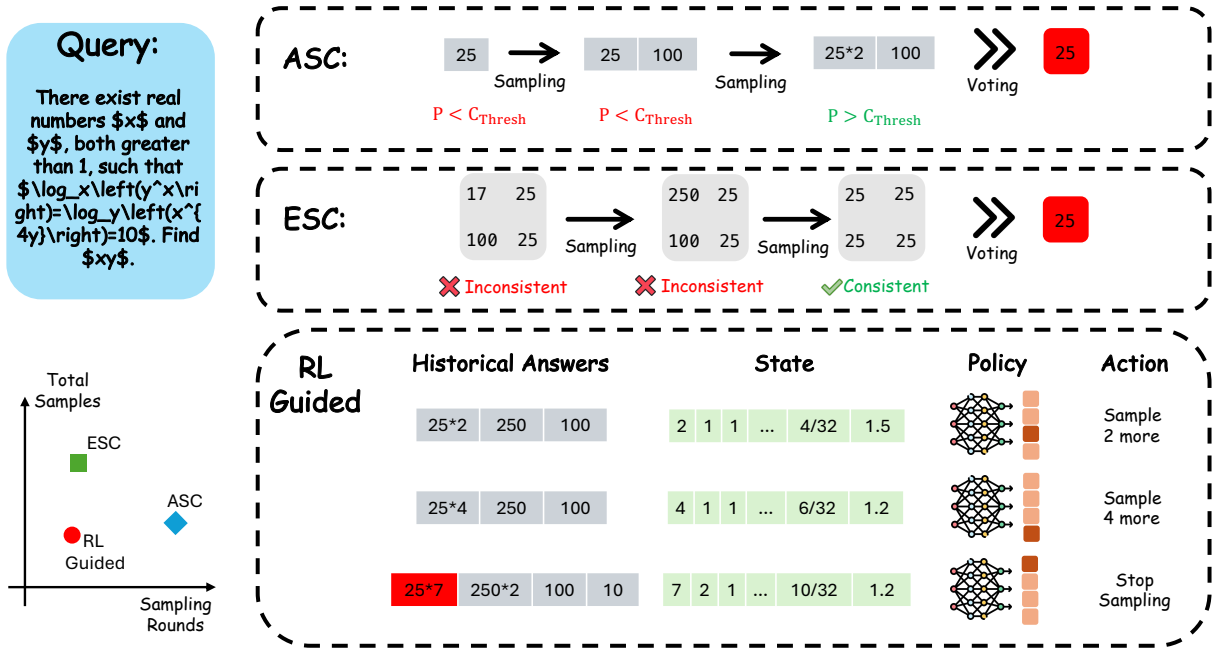 Query:
There exist real
numbers $x$ and
$y$, both greater
than 1, such that
$\log_x\left(y^x\ri
ght)=\log_y\left(x^{
4y}\right)=10$. Find
$xy$.
ASC:
25
Sampling
25 100
Sampling
25*2 100
Voting
25
P < C_Thresh
P < C_Thresh
P > C_Thresh
ESC:
17 25
100 25
Sampling
250 25
100 25
Sampling
25 25
25 25
Voting
25
Inconsistent
Inconsistent
Consistent
RL
Guided
Historical Answers
State
Policy
Action
25*2 250 100
2 1 1 ... 4/32 1.5
Sample
2 more
25*4 250 100
4 1 1 ... 6/32 1.2
Sample
4 more
25*7 250*2 100 10
7 2 1 ... 10/32 1.2
Stop
Sampling
Total
Samples
ESC
ASC
RL
Guided
Sampling
Rounds